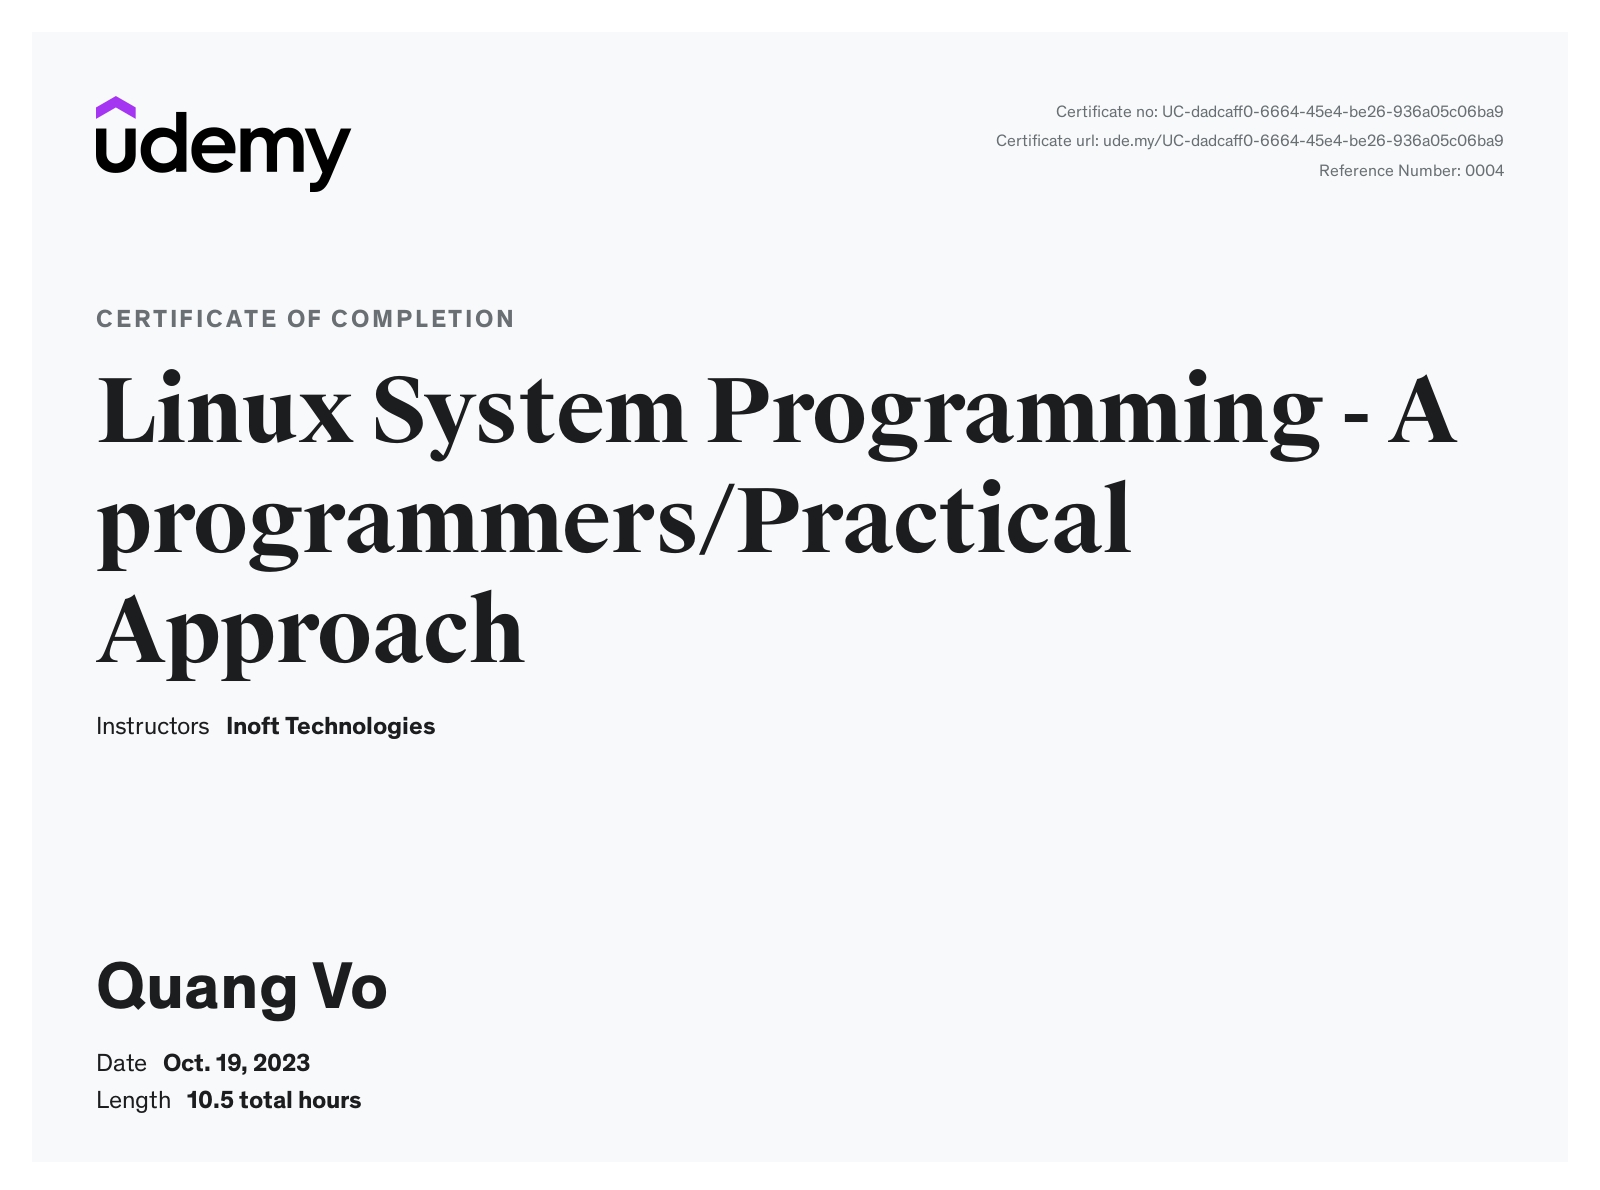 udemy
Certificate no: UC-dadcaff0-6664-45e4-be26-936a05c06ba9
Certificate url: ude.my/UC-dadcaff0-6664-45e4-be26-936a05c06ba9
Reference Number: 0004
CERTIFICATE OF COMPLETION
Linux System Programming - A
programmers/Practical
Approach
Instructors Inoft Technologies
Quang Vo
Date Oct. 19, 2023
Length 10.5 total hours